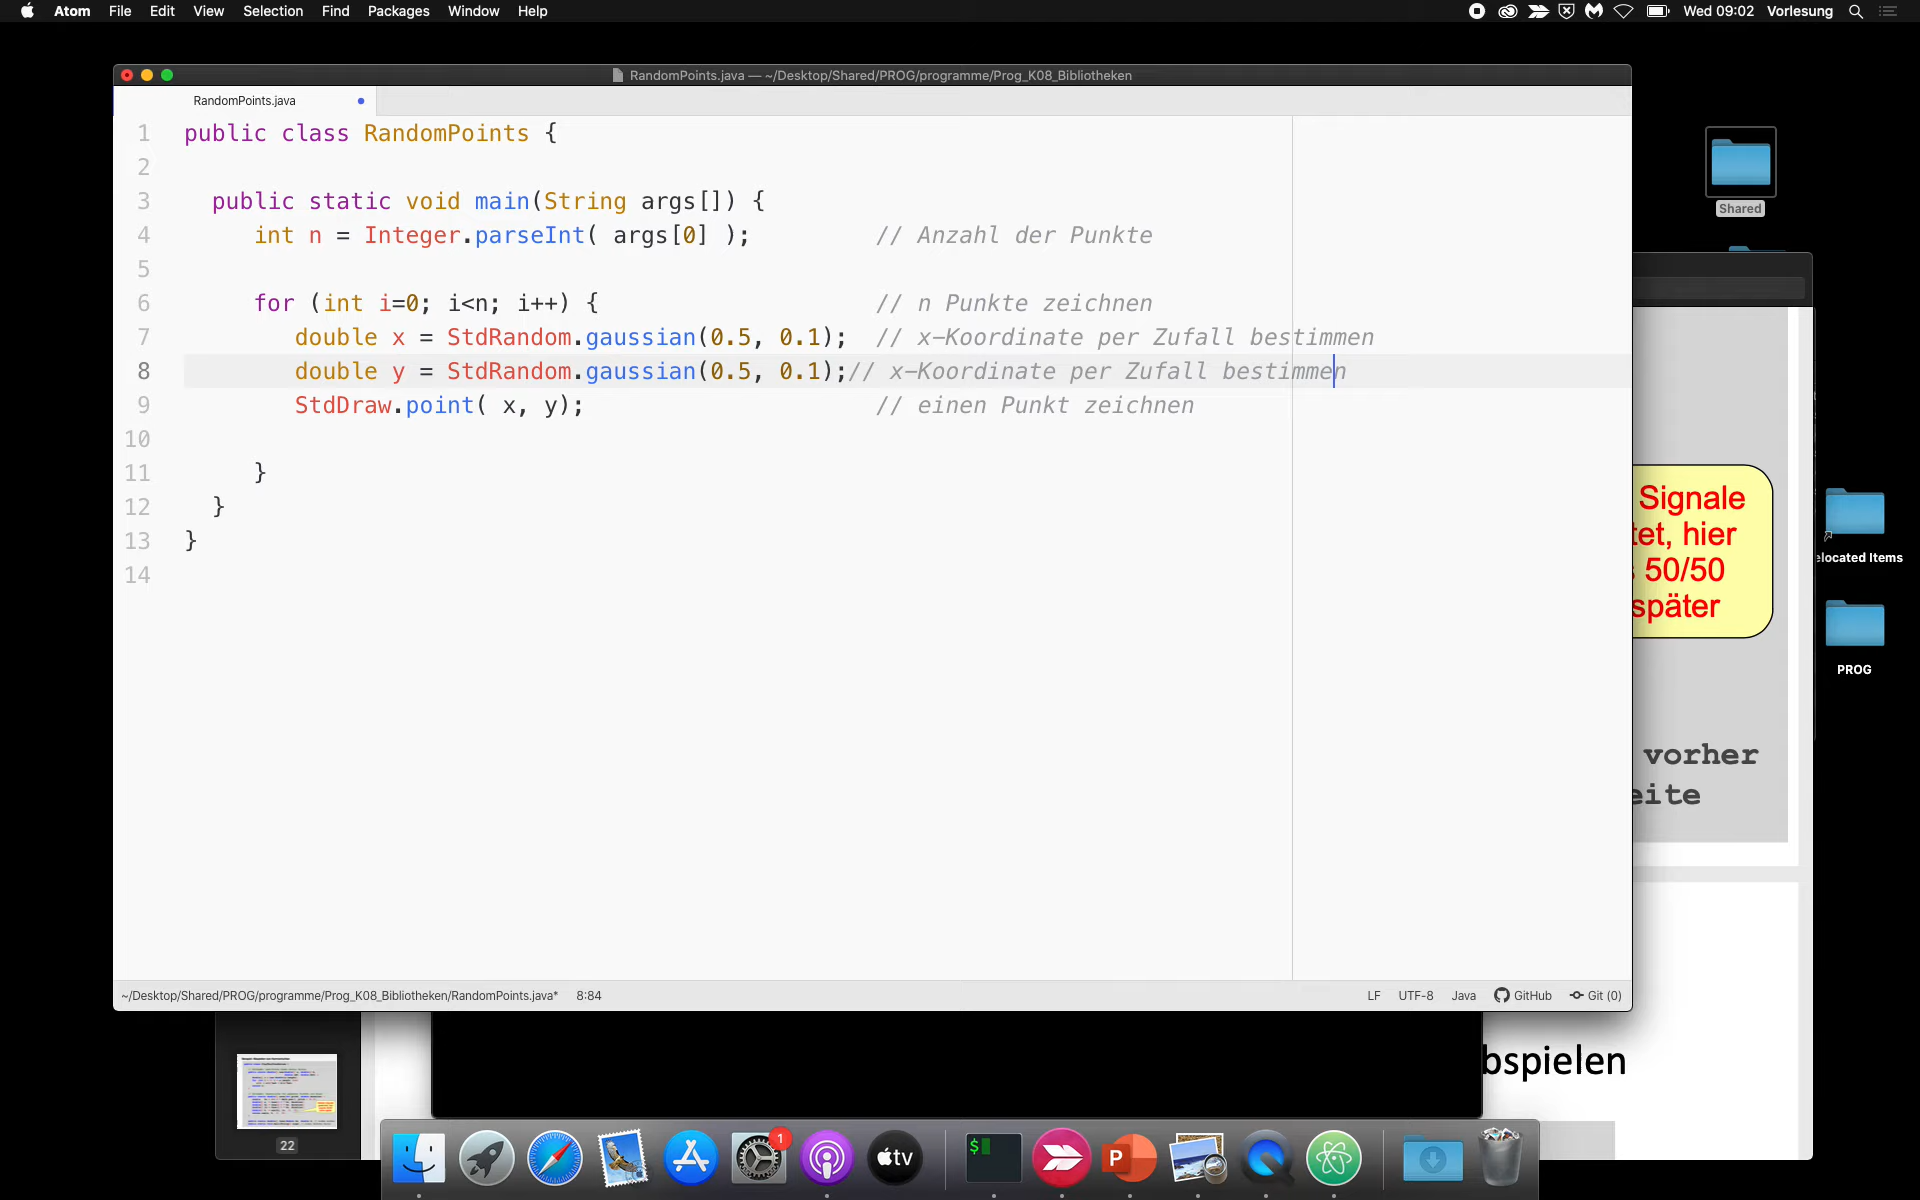 Atom File Edit View Selection Find Packages Window Help
Wed 09:02 Vorlesung
RandomPoints.java — ~/Desktop/Shared/PROG/programme/Prog_K08_Bibliotheken
RandomPoints.java
1 public class RandomPoints {
2
3 public static void main(String args[]) {
4 int n = Integer.parseInt( args[0] ); // Anzahl der Punkte
5
6 for (int i=0; i<n; i++) { // n Punkte zeichnen
7 double x = StdRandom.gaussian(0.5, 0.1); // x-Koordinate per Zufall bestimmen
8 double y = StdRandom.gaussian(0.5, 0.1);// x-Koordinate per Zufall bestimmen
9 StdDraw.point( x, y); // einen Punkt zeichnen
10
11 }
12 }
13 }
14
Shared
Signale
tet, hier
50/50
später
elocated Items
PROG
vorher
eite
~/Desktop/Shared/PROG/programme/Prog_K08_Bibliotheken/RandomPoints.java* 8:84
LF UTF-8 Java GitHub Git (0)
bspielen
22
1
tv
$
P